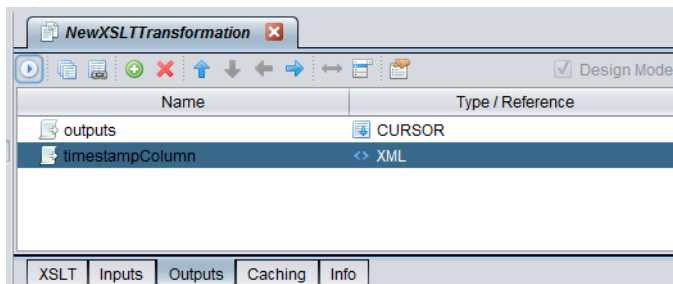 NewXSLTTransformation
Design Mode
Name Type / Reference
outputs CURSOR
timestampColumn <> XML
XSLT Inputs Outputs Caching Info